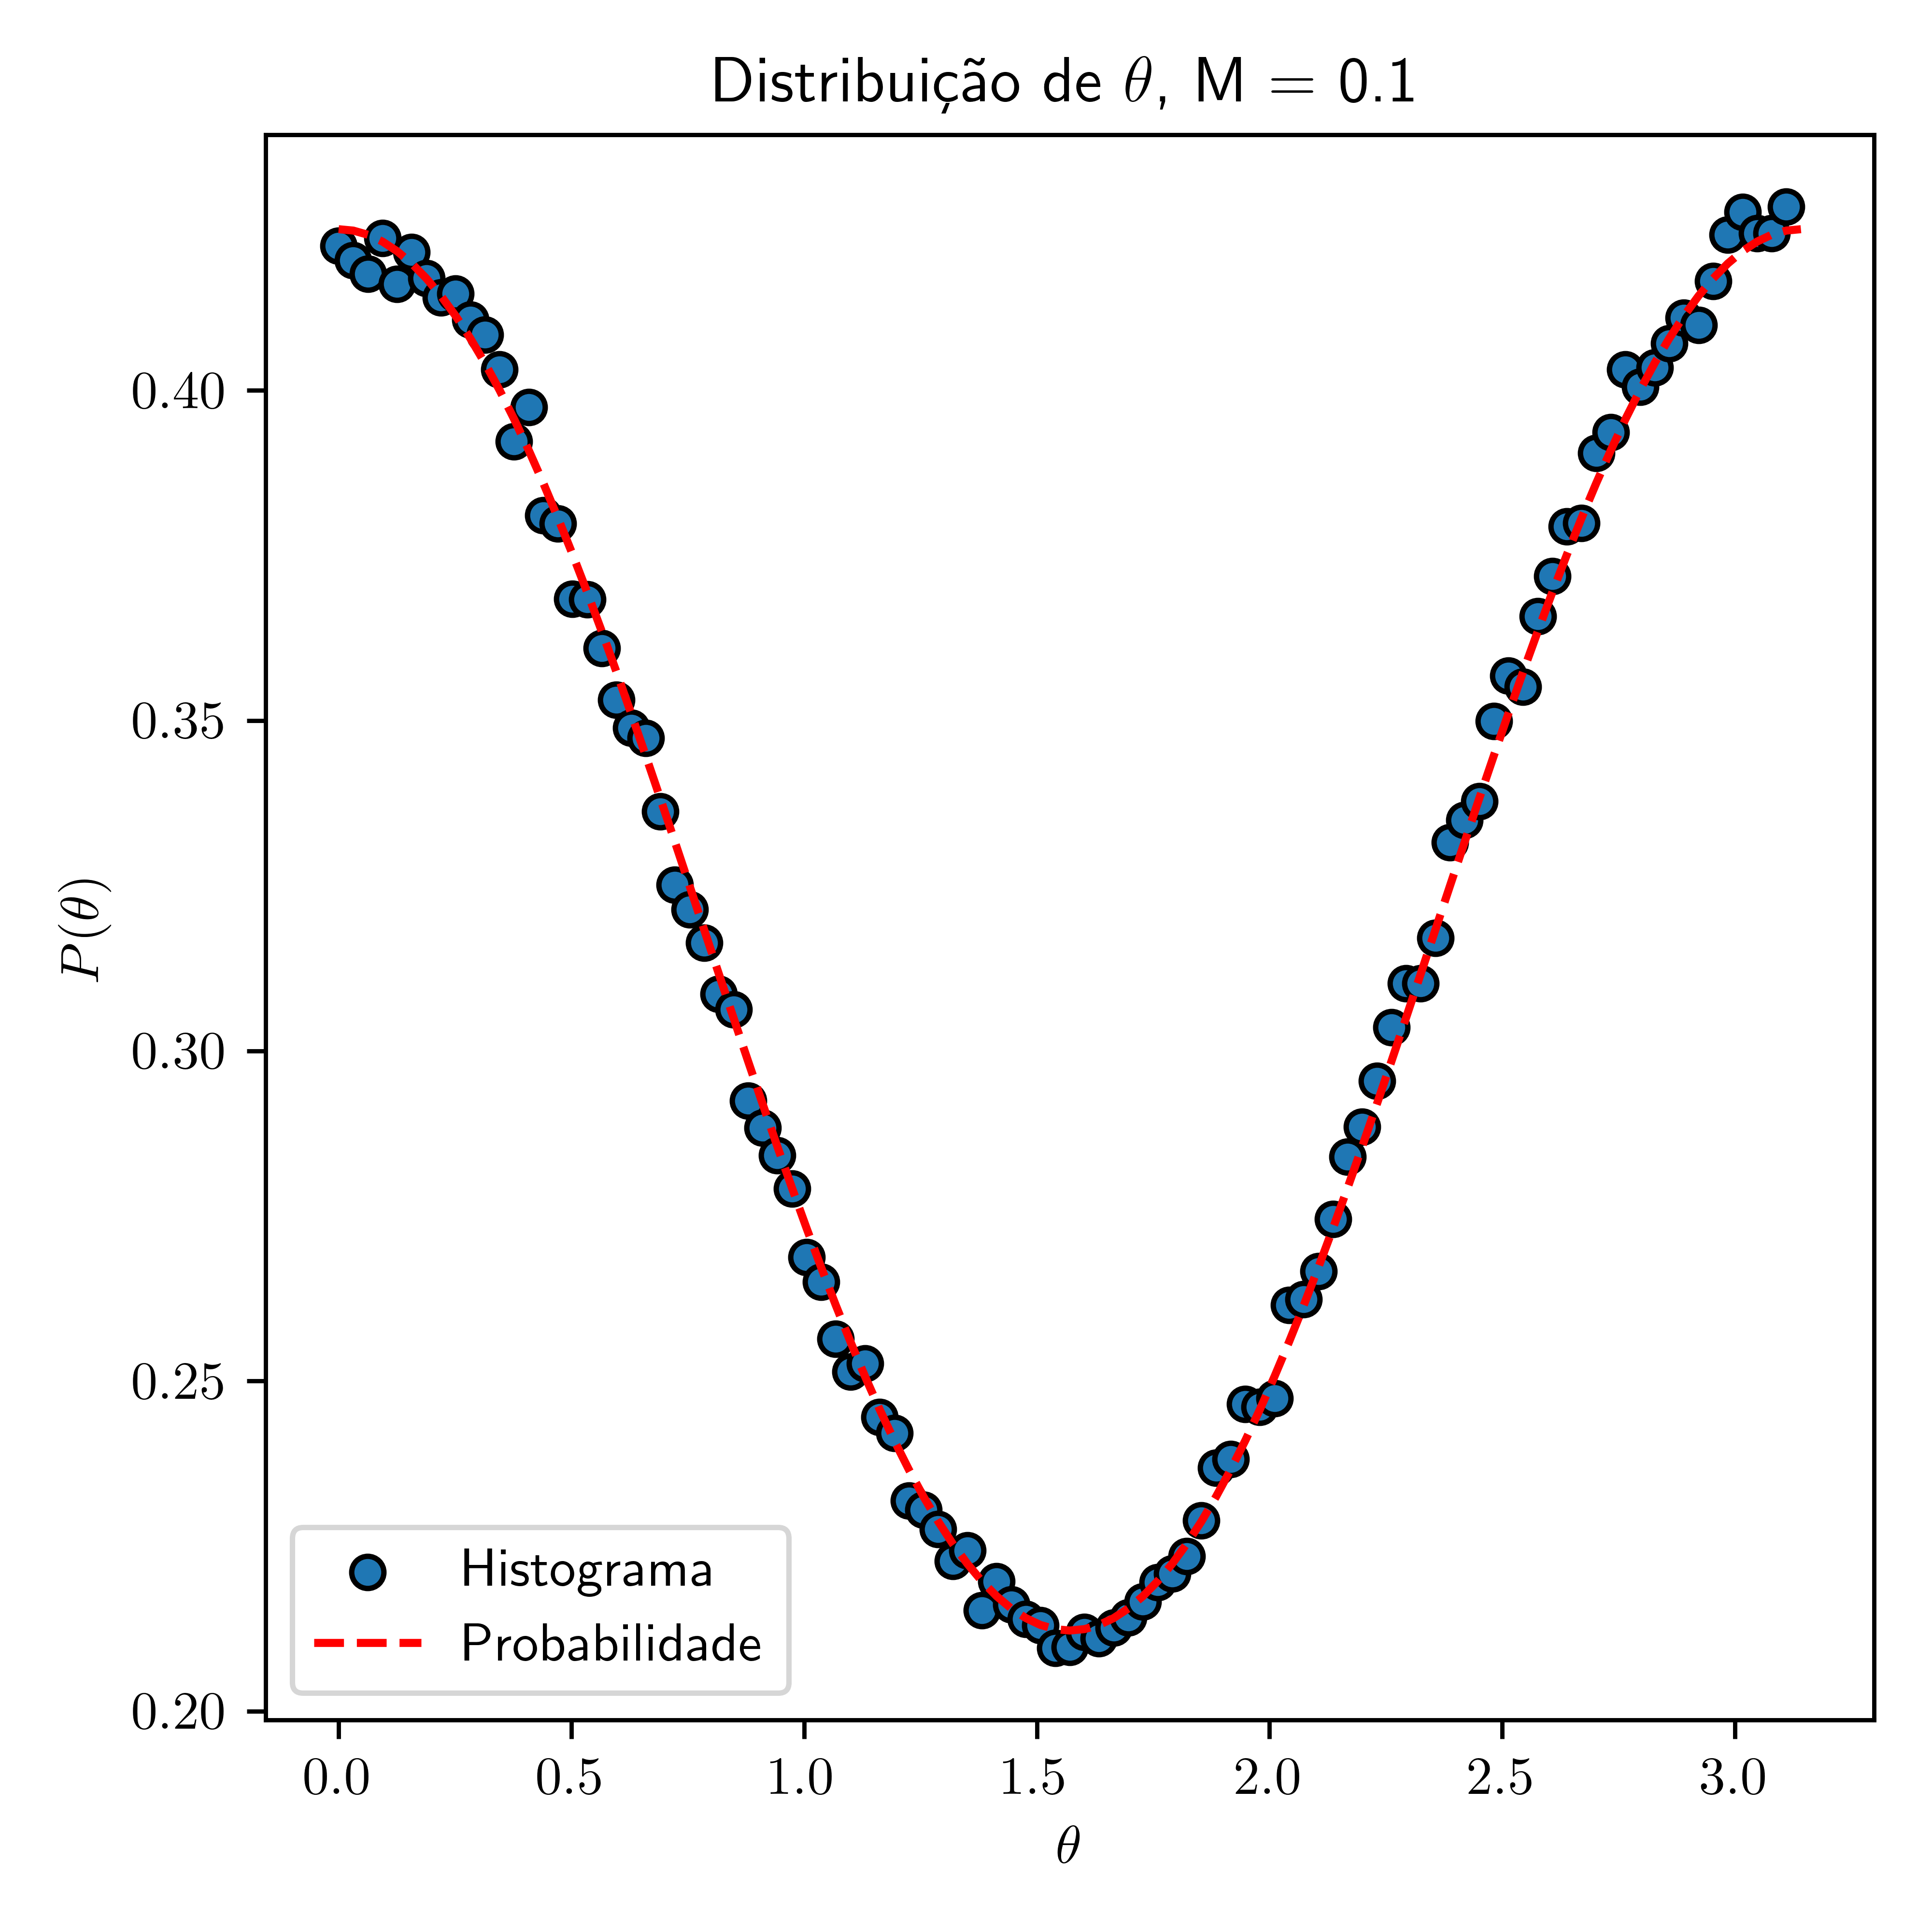 Distribuição de θ, M = 0.1
P(θ)
0.40
0.35
0.30
0.25
0.20
Histograma
Probabilidade
0.0 0.5 1.0 1.5 2.0 2.5 3.0
θ